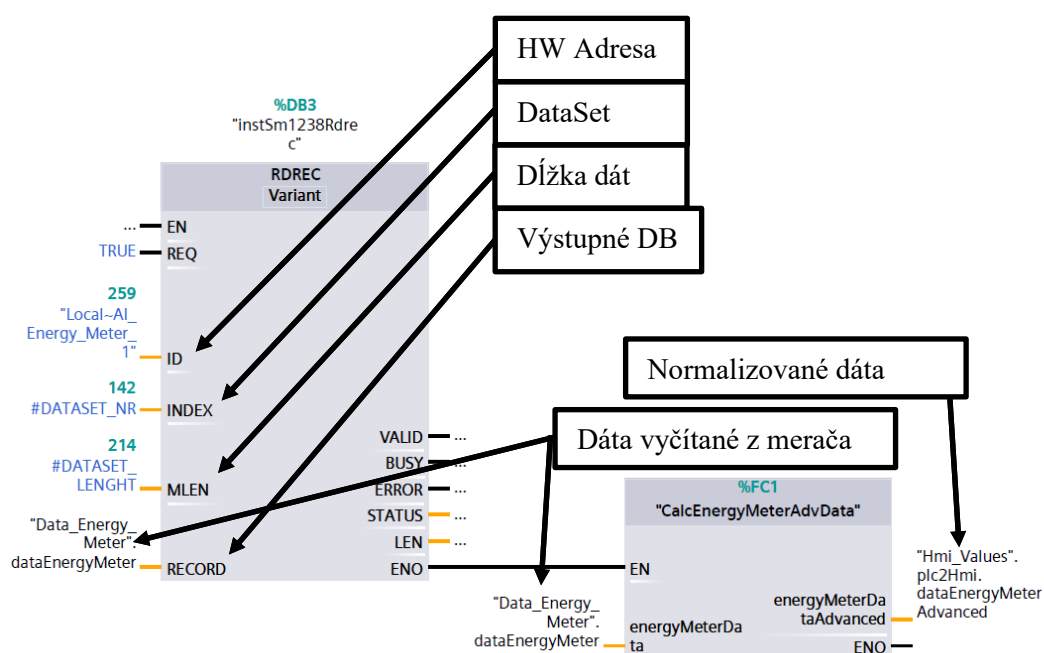 HW Adresa
DataSet
Dĺžka dát
Výstupné DB
%DB3
"instSm1238Rdre
c"
RDREC
Variant
... EN
TRUE REQ
259
"Local~AI_
Energy_Meter_
1" ID
142
#DATASET_NR INDEX
214
#DATASET_
LENGHT MLEN
"Data_Energy_
Meter".
dataEnergyMeter RECORD
VALID ...
BUSY ...
ERROR ...
STATUS ...
LEN ...
ENO
Normalizované dáta
Dáta vyčítané z merača
%FC1
"CalcEnergyMeterAdvData"
EN
"Data_Energy_
Meter".
dataEnergyMeter
energyMeterDa
ta
energyMeterDa
taAdvanced
ENO
"Hmi_Values".
plc2Hmi.
dataEnergyMeter
Advanced